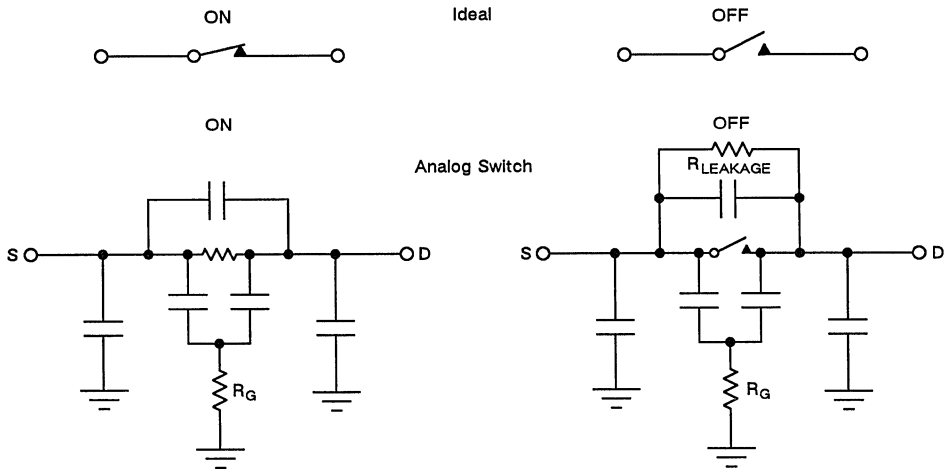 ON
Ideal
OFF
ON
OFF
Analog Switch
RLEAKAGE
S
D
S
D
RG
RG